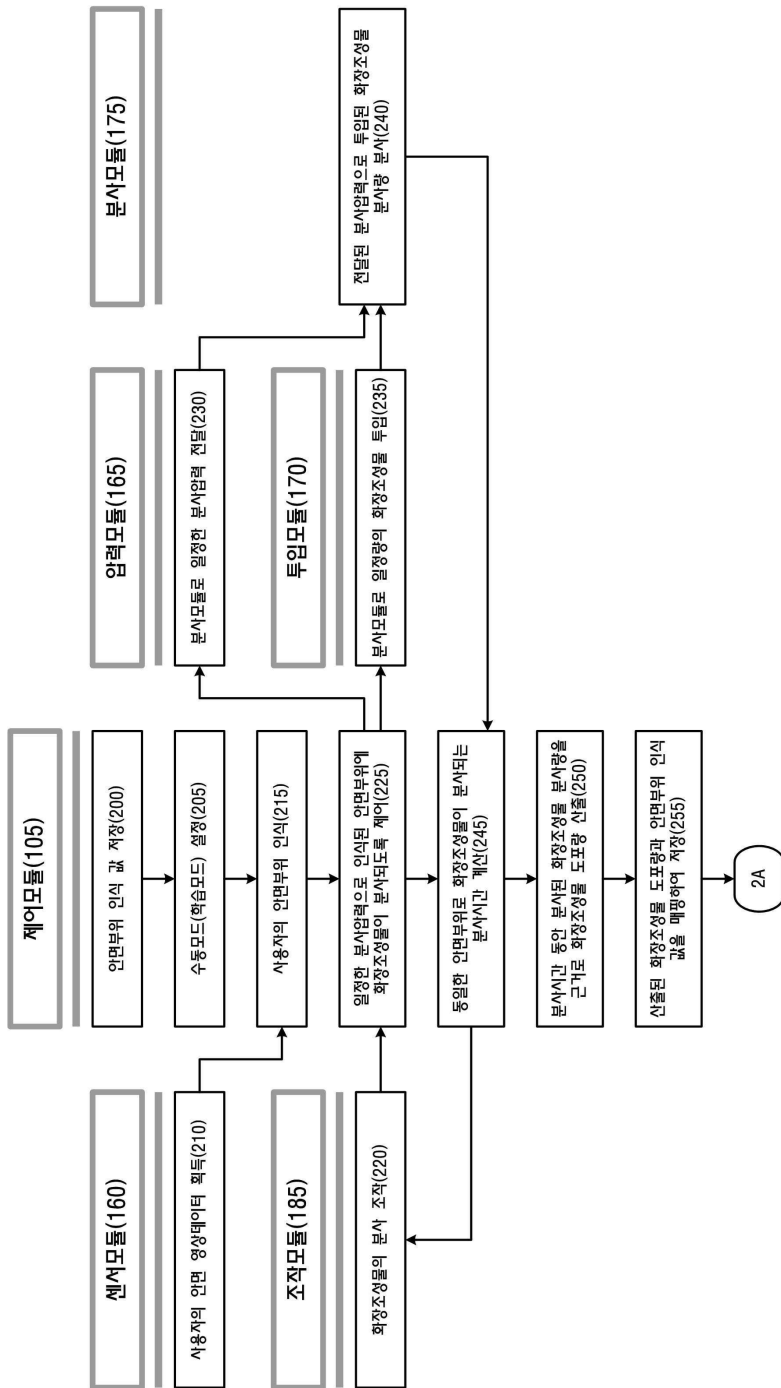 제어모듈(105)
안면부위 인식 값 저장(200)
수동모드(학습모드) 설정(205)
센서모듈(160)
사용자의 안면 영상데이터 획득(210)
사용자의 안면부위 인식(215)
조작모듈(185)
화장조성물의 분사 조작(220)
일정한 분사압력으로 인식된 안면부위에
화장조성물이 분사되도록 제어(225)
압력모듈(165)
분사모듈로 일정한 분사압력 전달(230)
투입모듈(170)
분사모듈로 일정량의 화장조성물 투입(235)
분사모듈(175)
전달된 분사압력으로 투입된 화장조성물
분사량 분사(240)
동일한 안면부위로 화장조성물이 분사되는
분사시간 계산(245)
분사시간 동안 분사된 화장조성물 분사량을
근거로 화장조성물 도포량 산출(250)
산출된 화장조성물 도포량과 안면부위 인식
값을 매핑하여 저장(255)
2A